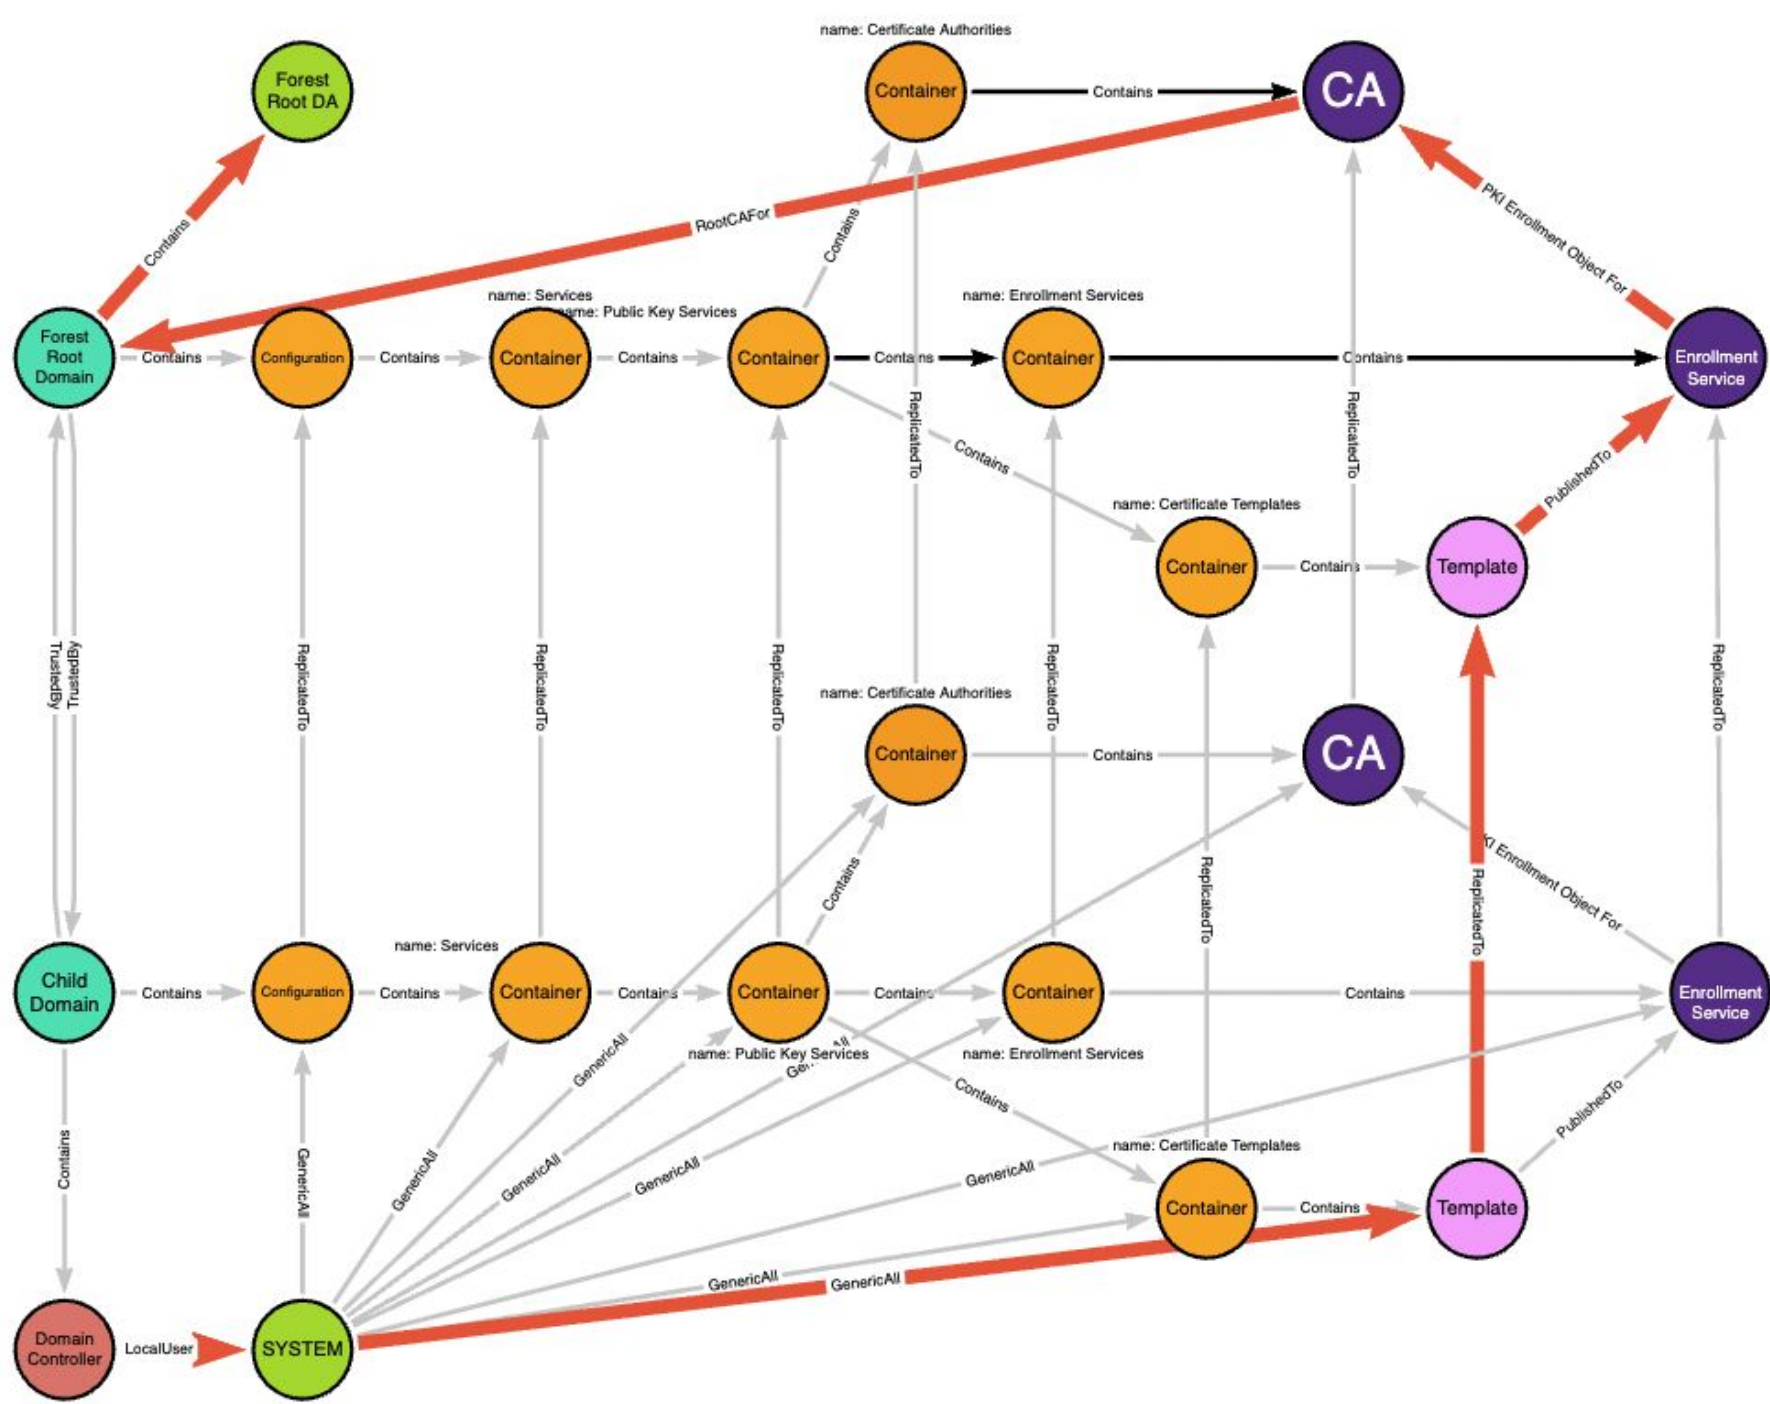 name: Certificate Authorities
Forest
Root DA
Container
Contains
CA
Contains
RootCAFor
Contains
PKI Enrollment Object For
name: Services
name: Public Key Services
name: Enrollment Services
Forest
Root
Domain
Contains
Configuration
Contains
Container
Contains
Container
Contains
Container
Contains
Enrollment
Service
ReplicatedTo
ReplicatedTo
Contains
PublishedTo
name: Certificate Templates
Container
Contains
Template
TrustedBy
TrustedBy
ReplicatedTo
ReplicatedTo
ReplicatedTo
ReplicatedTo
ReplicatedTo
name: Certificate Authorities
Container
Contains
CA
Contains
ReplicatedTo
ReplicatedTo
KI Enrollment Object For
name: Services
Child
Domain
Contains
Configuration
Contains
Container
Contains
Container
Contains
Container
Contains
Enrollment
Service
name: Public Key Services
name: Enrollment Services
GenericAll
Contains
PublishedTo
Contains
GenericAll
GenericAll
GenericAll
GenericAll
GenericAll
name: Certificate Templates
Container
Contains
Template
GenericAll
GenericAll
Domain
Controller
LocalUser
SYSTEM